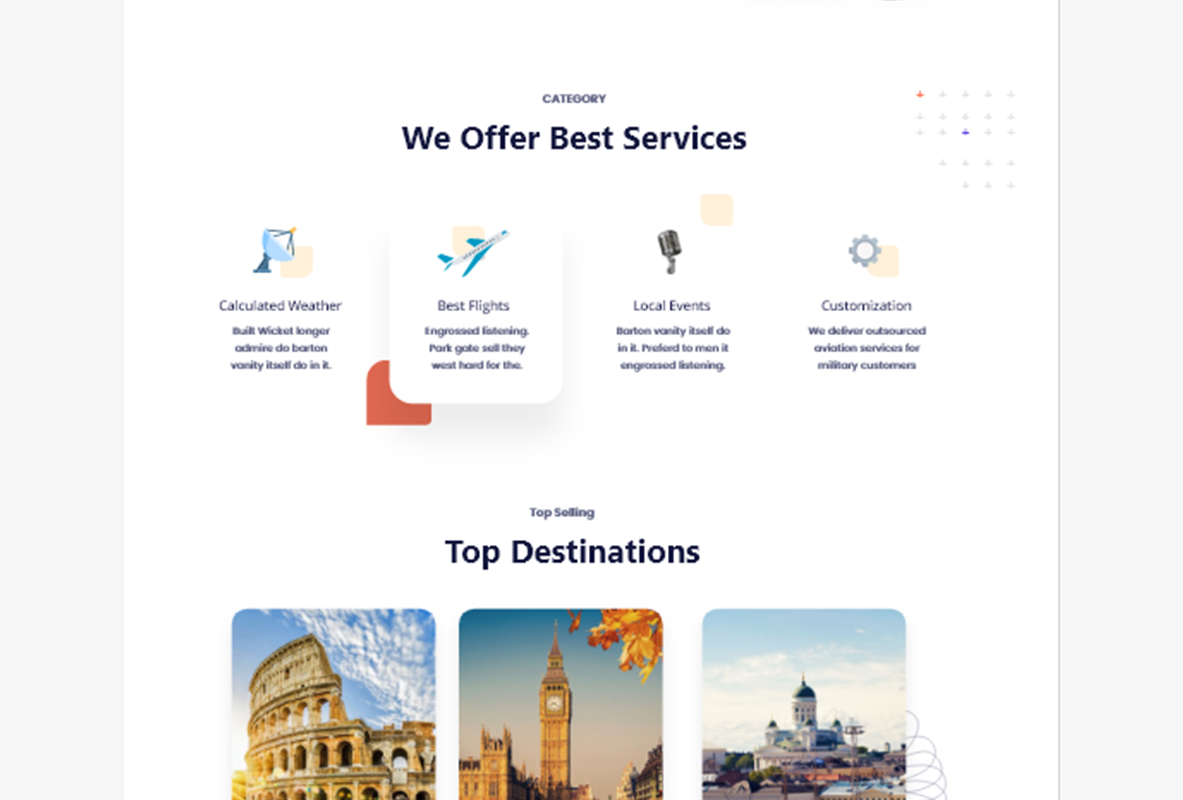 CATEGORY
We Offer Best Services
Calculated Weather
Built Wicket longer
admire do barton
vanity itself do in it.
Best Flights
Engrossed listening.
Park gate sell they
west hard for the.
Local Events
Barton vanity itself do
in it. Preferd to men it
engrossed listening.
Customization
We deliver outsourced
aviation services for
military customers
Top Selling
Top Destinations